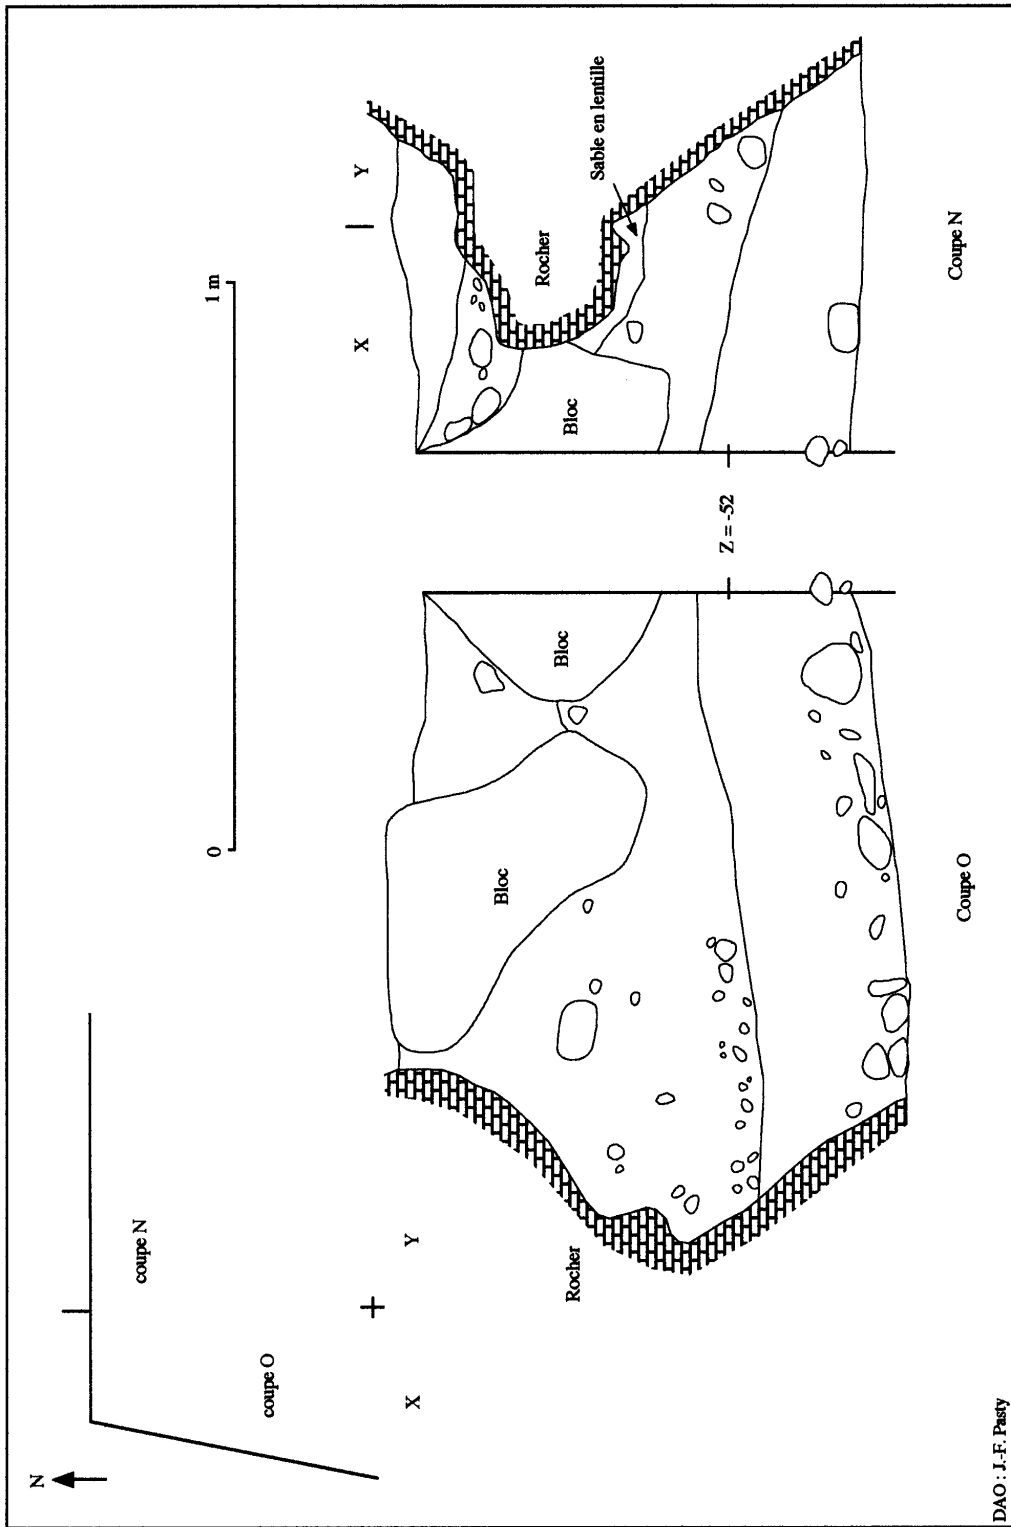 N
coupe N
coupe O
X
Y
0
1 m
X
Y
Rocher
Bloc
Bloc
Z = -52
Bloc
Rocher
Sable en lentille
Coupe O
Coupe N
DAO : J.-F. Pasty